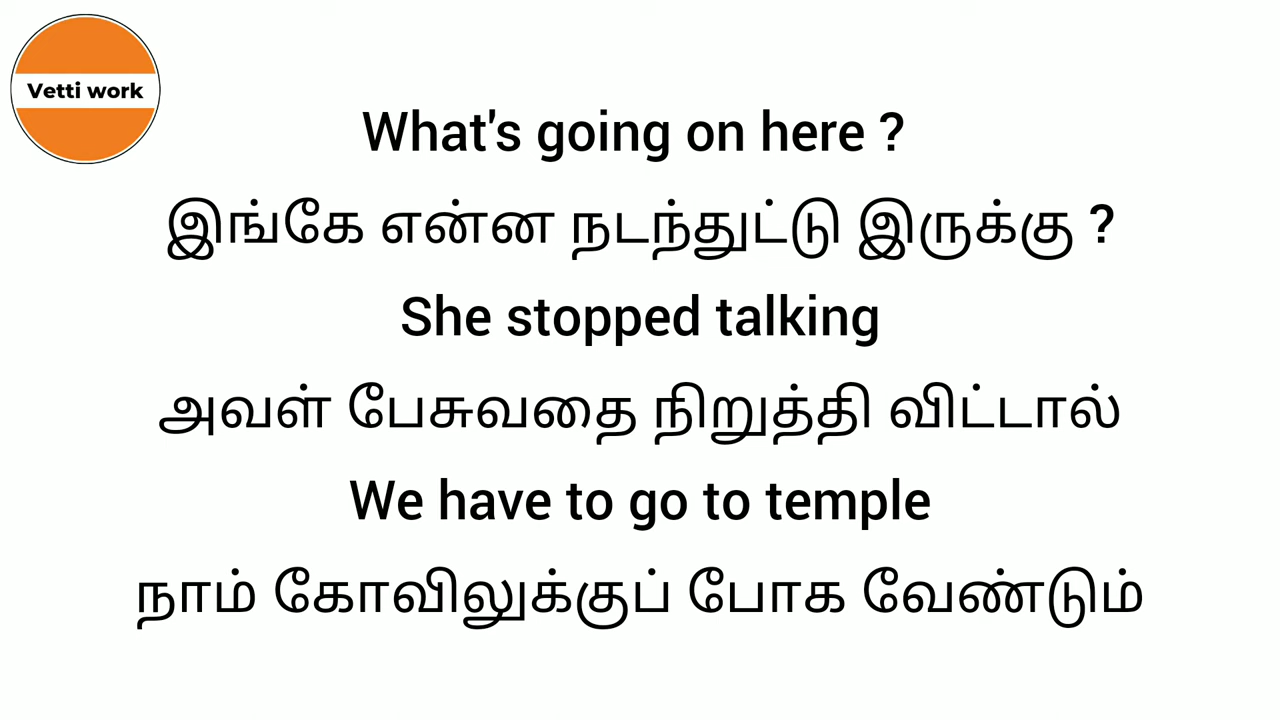 Vetti work
What's going on here ?
இங்கே என்ன நடந்துட்டு இருக்கு ?
She stopped talking
அவள் பேசுவதை நிறுத்தி விட்டால்
We have to go to temple
நாம் கோவிலுக்குப் போக வேண்டும்